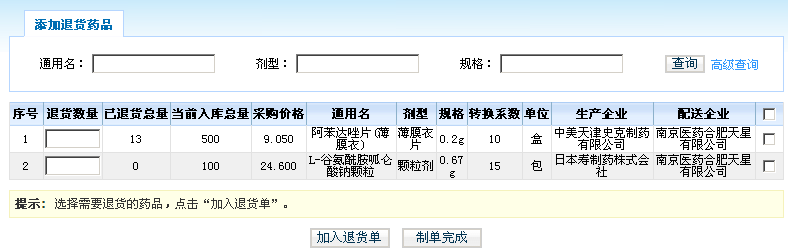 添加退货药品
通用名： 剂型： 规格： 查询 高级查询
序号 退货数量 已退货总量 当前入库总量 采购价格 通用名 剂型 规格 转换系数 单位 生产企业 配送企业
1 13 500 9.050 阿苯达唑片(薄膜衣) 薄膜衣片 0.2g 10 盒 中美天津史克制药有限公司 南京医药合肥天星有限公司
2 0 100 24.600 L-谷氨酰胺呱仑酸钠颗粒 颗粒剂 0.67g 15 包 日本寿制药株式会社 南京医药合肥天星有限公司
提示：选择需要退货的药品，点击“加入退货单”。
加入退货单 制单完成